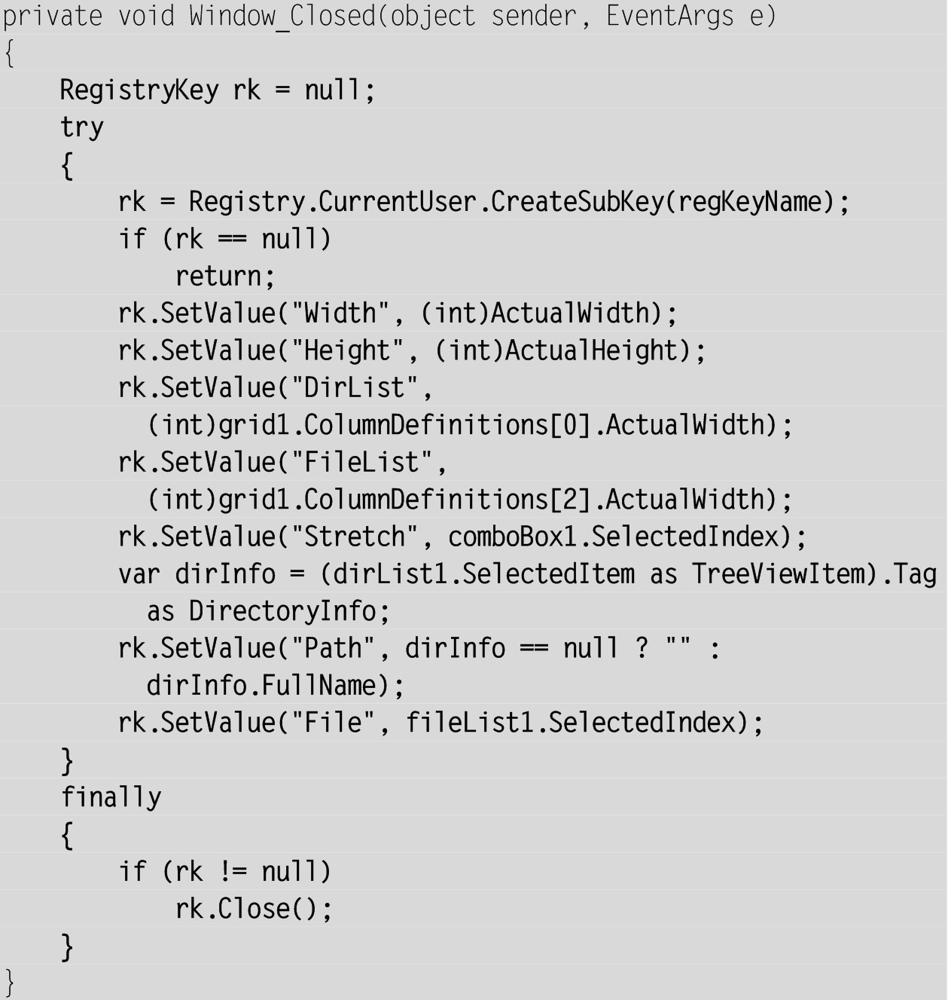 private void Window_Closed(object sender, EventArgs e)
{
    RegistryKey rk = null;
    try
    {
        rk = Registry.CurrentUser.CreateSubKey(regKeyName);
        if (rk == null)
            return;
        rk.SetValue("Width", (int)ActualWidth);
        rk.SetValue("Height", (int)ActualHeight);
        rk.SetValue("DirList",
          (int)grid1.ColumnDefinitions[0].ActualWidth);
        rk.SetValue("FileList",
          (int)grid1.ColumnDefinitions[2].ActualWidth);
        rk.SetValue("Stretch", comboBox1.SelectedIndex);
        var dirInfo = (dirList1.SelectedItem as TreeViewItem).Tag
          as DirectoryInfo;
        rk.SetValue("Path", dirInfo == null ? "" :
          dirInfo.FullName);
        rk.SetValue("File", fileList1.SelectedIndex);
    }
    finally
    {
        if (rk != null)
            rk.Close();
    }
}